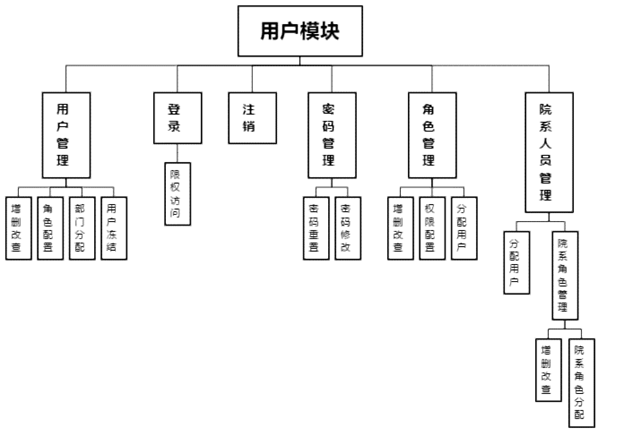 用户模块
用户管理
登录
注销
密码管理
角色管理
院系人员管理
增删改查
角色配置
部门分配
用户冻结
限权访问
密码重置
密码修改
增删改查
权限配置
分配用户
分配用户
院系角色管理
增删改查
院系角色分配